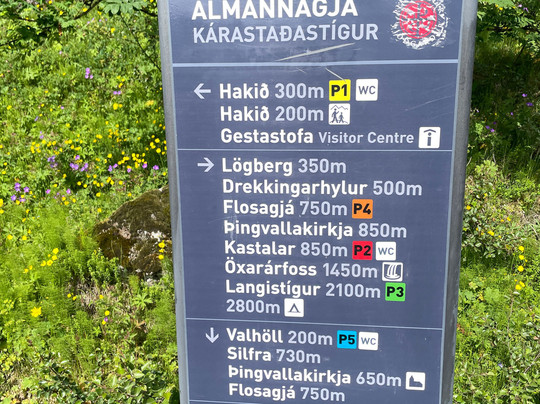 ALMANNAGJÁ
KÁRASTAÐASTÍGUR
← Hakið 300m P1 WC
Hakið 200m
Gestastofa Visitor Centre i
→ Lögberg 350m
Drekkingarhylur 500m
Flosagjá 750m P4
Þingvallakirkja 850m
Kastalar 850m P2 WC
Öxarárfoss 1450m
Langistígur 2100m P3
2800m
↓ Valhöll 200m P5 WC
Silfra 730m
Þingvallakirkja 650m
Flosagjá 750m